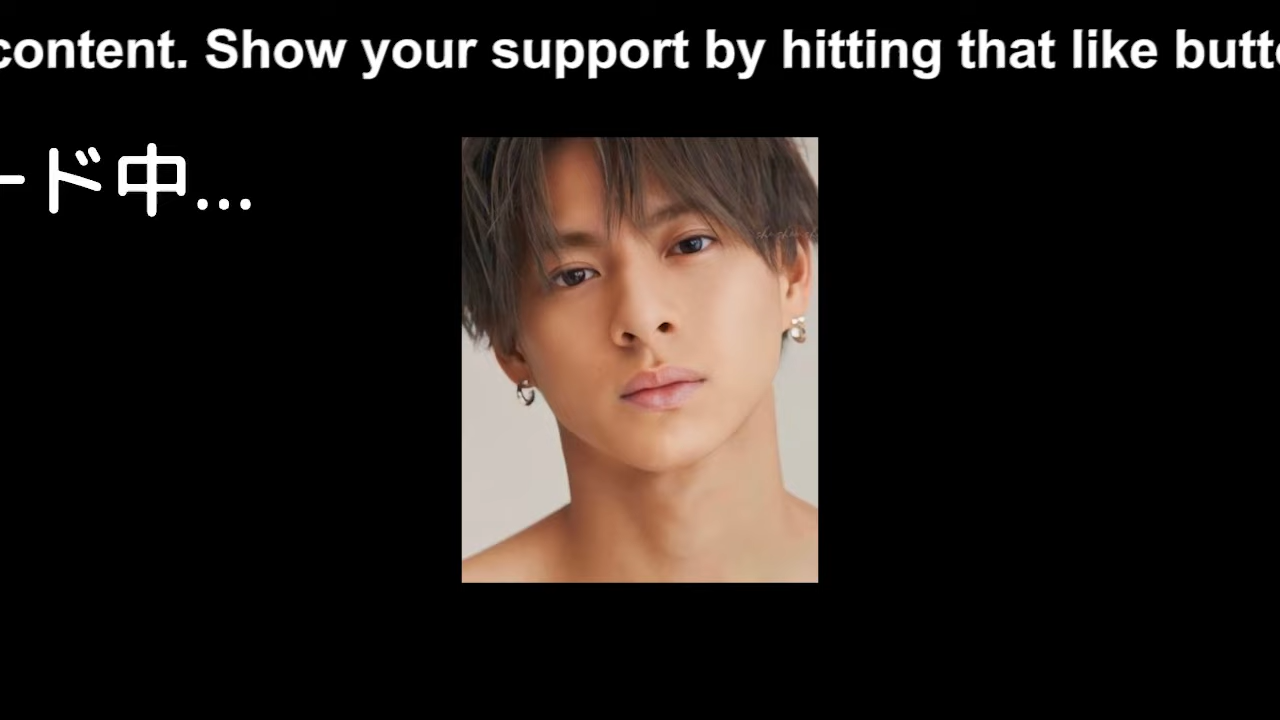 content. Show your support by hitting that like butto
ード中...